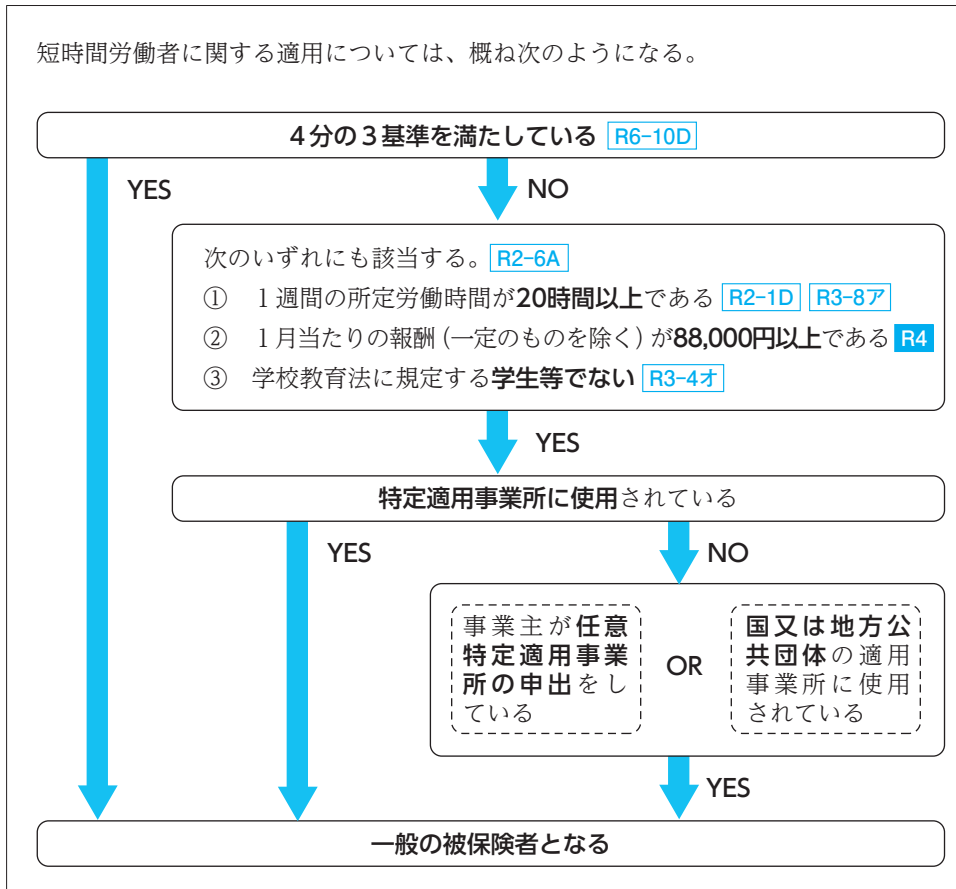 短時間労働者に関する適用については、概ね次のようになる。
4分の3基準を満たしている R6-10D
YES
NO
次のいずれにも該当する。R2-6A
① 1週間の所定労働時間が20時間以上である R2-1D R3-8ア
② 1月当たりの報酬(一定のものを除く)が88,000円以上である R4
③ 学校教育法に規定する学生等でない R3-4オ
YES
特定適用事業所に使用されている
YES
NO
事業主が任意
特定適用事業
所の申出をし
ている
OR
国又は地方公
共団体の適用
事業所に使用
されている
YES
一般の被保険者となる